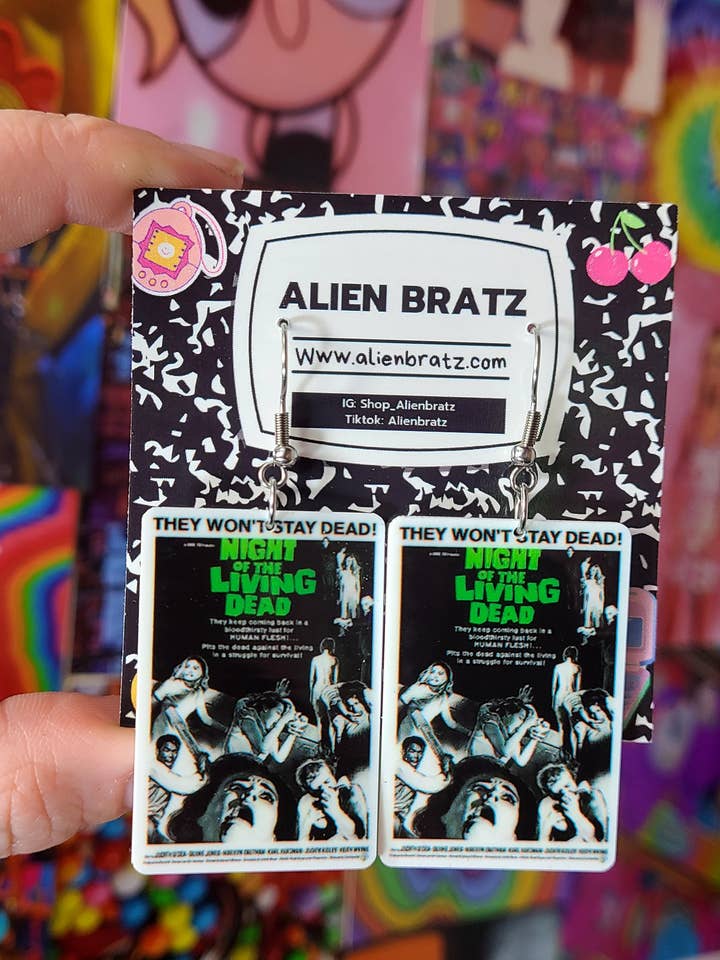 ALIEN BRATZ
Www.alienbratz.com
IG: Shop_Alienbratz
Tiktok: Alienbratz
THEY WON'T STAY DEAD!
NIGHT
OF THE
LIVING
DEAD
They keep coming back in a
bloodthirsty lust for
HUMAN FLESH!...
Pits the dead against the living
in a struggle for survival!
THEY WON'T STAY DEAD!
NIGHT
OF THE
LIVING
DEAD
They keep coming back in a
bloodthirsty lust for
HUMAN FLESH!...
Pits the dead against the living
in a struggle for survival!